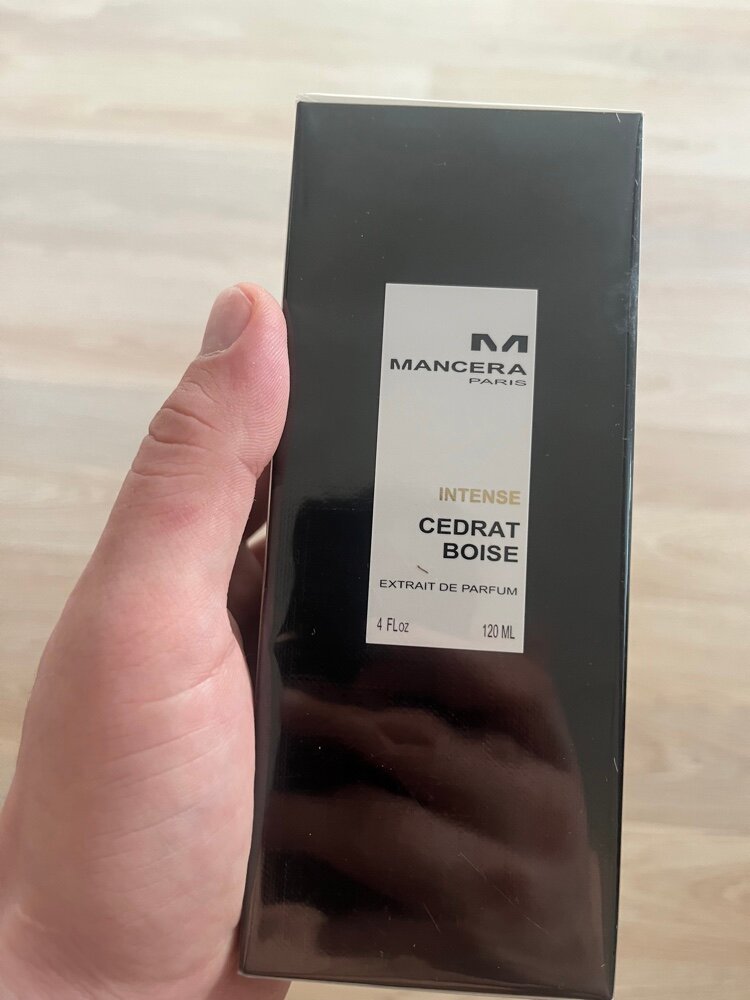 M
MANCERA
PARIS
INTENSE
CEDRAT
BOISE
EXTRAIT DE PARFUM
4 FLoz 120 ML